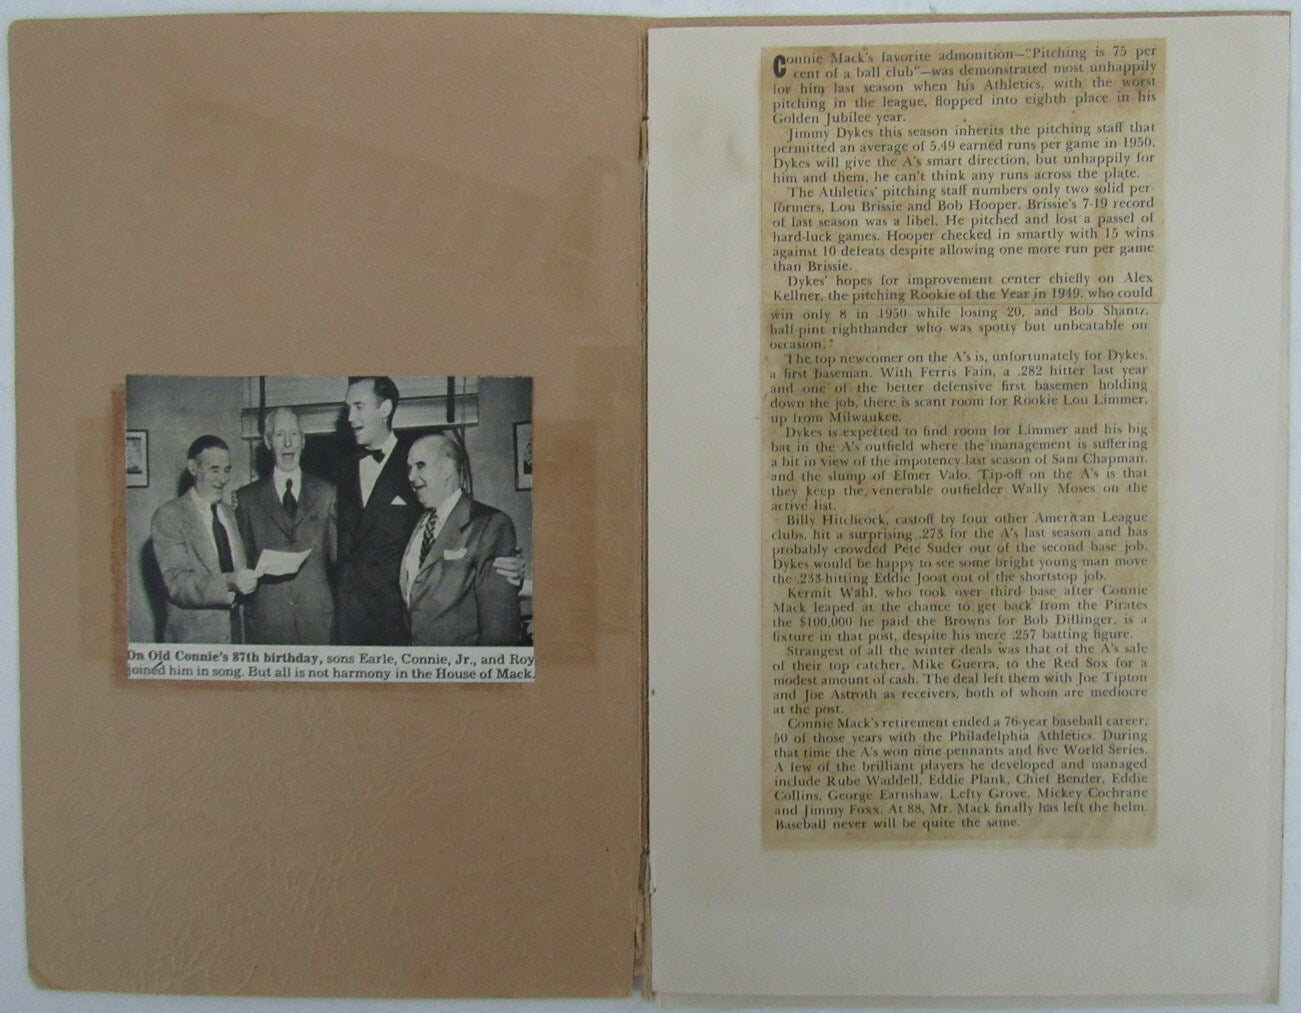 On Old Connie's 87th birthday, sons Earle, Connie, Jr., and Roy
joined him in song. But all is not harmony in the House of Mack.
Connie Mack's favorite admonition—"Pitching is 75 per
cent of a ball club"—was demonstrated most unhappily
for him last season when his Athletics, with the worst
pitching in the league, flopped into eighth place in his
Golden Jubilee year.
Jimmy Dykes this season inherits the pitching staff that
permitted an average of 5.49 earned runs per game in 1950.
Dykes will give the A's smart direction, but unhappily for
him and them, he can't think any runs across the plate.
The Athletics' pitching staff numbers only two solid per-
formers, Lou Brissie and Bob Hooper. Brissie's 7-19 record
of last season was a libel. He pitched and lost a passel of
hard-luck games. Hooper checked in smartly with 15 wins
against 10 defeats despite allowing one more run per game
than Brissie.
Dykes' hopes for improvement center chiefly on Alex
Kellner, the pitching Rookie of the Year in 1949, who could
win only 8 in 1950 while losing 20, and Bob Shantz,
half-pint righthander who was spotty but unbeatable on
occasion.
The top newcomer on the A's is, unfortunately for Dykes,
a first baseman. With Ferris Fain, a .282 hitter last year
and one of the better defensive first basemen holding
down the job, there is scant room for Rookie Lou Limmer,
up from Milwaukee.
Dykes is expected to find room for Limmer and his big
bat in the A's outfield where the management is suffering
a bit in view of the impotency last season of Sam Chapman,
and the slump of Elmer Valo. Tip-off on the A's is that
they keep the venerable outfielder Wally Moses on the
active list.
Billy Hitchcock, castoff by four other American League
clubs, hit a surprising .273 for the A's last season and has
probably crowded Pete Suder out of the second base job.
Dykes would be happy to see some bright young man move
the .233-hitting Eddie Joost out of the shortstop job.
Kermit Wahl, who took over third base after Connie
Mack leaped at the chance to get back from the Pirates
the $100,000 he paid the Browns for Bob Dillinger, is a
fixture in that post, despite his mere .257 batting figure.
Strangest of all the winter deals was that of the A's sale
of their top catcher, Mike Guerra, to the Red Sox for a
modest amount of cash. The deal left them with Joe Tipton
and Joe Astroth as receivers, both of whom are mediocre
at the post.
Connie Mack's retirement ended a 76-year baseball career,
50 of those years with the Philadelphia Athletics. During
that time the A's won nine pennants and five World Series.
A few of the brilliant players he developed and managed
include Rube Waddell, Eddie Plank, Chief Bender, Eddie
Collins, George Earnshaw, Lefty Grove, Mickey Cochrane
and Jimmy Foxx. At 88, Mr. Mack finally has left the helm.
Baseball never will be quite the same.